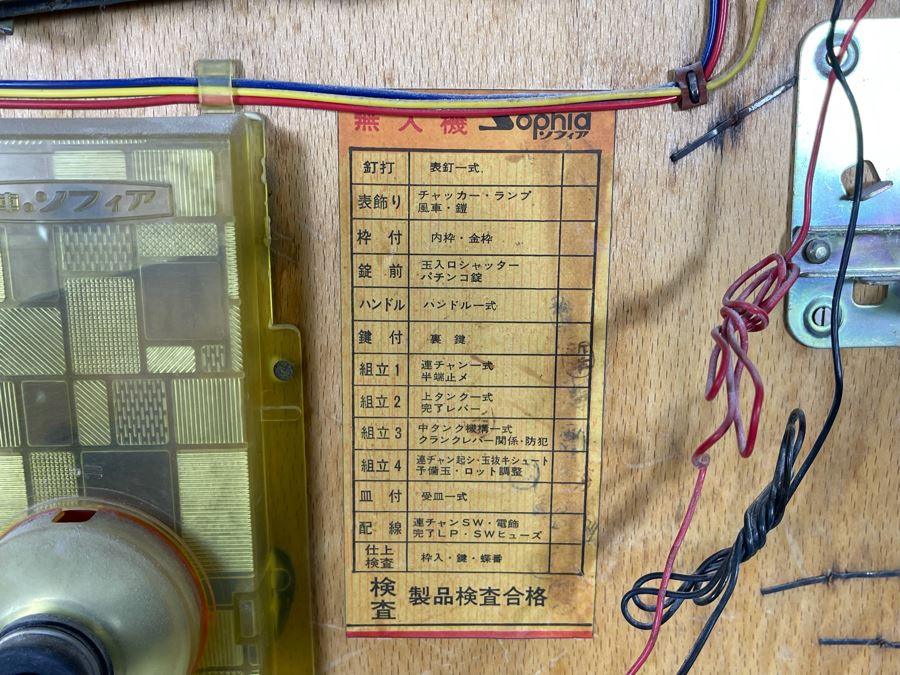 無人機 Sophia
ソフィア
車.ソフィア
釘打 表釘一式.
表飾り チャッカー・ランプ
風車・鎧
枠付 内枠・金枠
錠前 玉入ロシャッター
パチンコ錠
ハンドル ハンドル一式
鍵付 裏鍵
組立1 連チャン一式
半端止メ
組立2 上タンク一式
完了レバー
組立3 中タンク機構一式
クランクレバー関係・防犯
組立4 連チャン起シ・玉抜キシュート
予備玉・ロット調整
皿付 受皿一式
配線 連チャンSW・電飾
完了LP・SWヒューズ
仕上
検査 枠入・鍵・蝶番
検査 製品検査合格